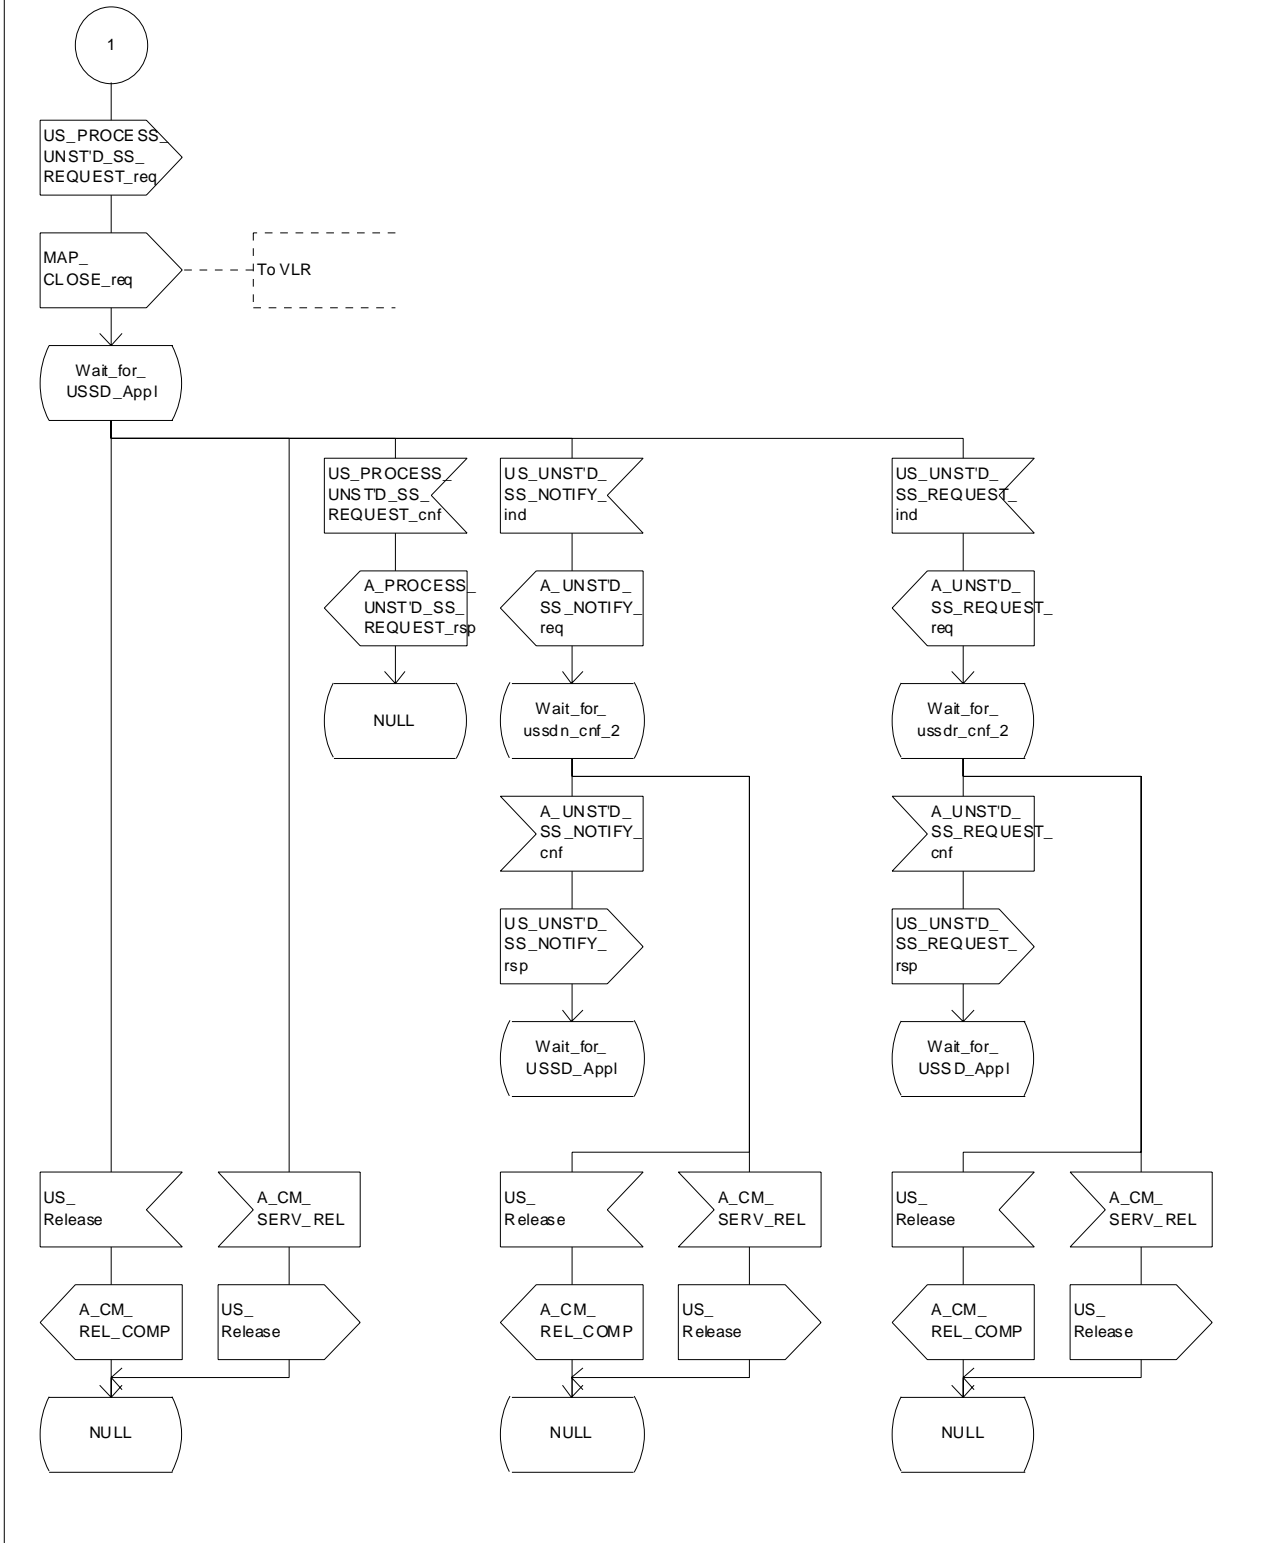 1
US_PROCESS_
UNST'D_SS_
REQUEST_req
MAP_
CLOSE_req
To VLR
Wait_for_
USSD_Appl
US_PROCESS_
UNST'D_SS_
REQUEST_cnf
US_UNST'D_
SS_NOTIFY_
ind
US_UNST'D_
SS_REQUEST_
ind
A_PROCESS_
UNST'D_SS_
REQUEST_rsp
A_UNST'D_
SS_NOTIFY_
req
A_UNST'D_
SS_REQUEST_
req
NULL
Wait_for_
ussdn_cnf_2
Wait_for_
ussdr_cnf_2
A_UNST'D_
SS_NOTIFY_
cnf
A_UNST'D_
SS_REQUEST_
cnf
US_UNST'D_
SS_NOTIFY_
rsp
US_UNST'D_
SS_REQUEST_
rsp
Wait_for_
USSD_Appl
Wait_for_
USSD_Appl
US_
Release
A_CM_
SERV_REL
US_
Release
A_CM_
SERV_REL
US_
Release
A_CM_
SERV_REL
A_CM_
REL_COMP
US_
Release
A_CM_
REL_COMP
US_
Release
A_CM_
REL_COMP
US_
Release
NULL
NULL
NULL